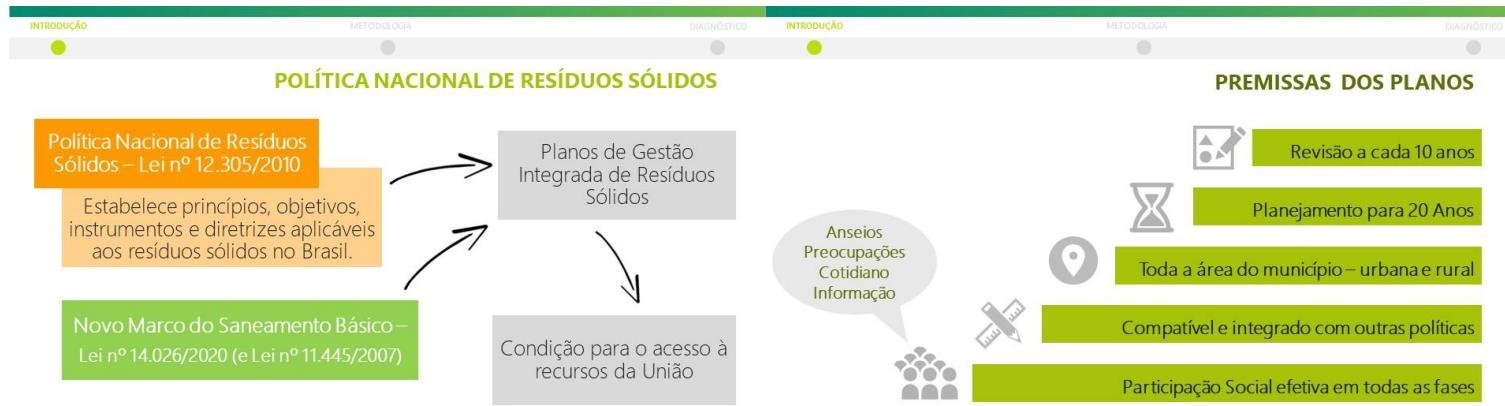 INTRODUÇÃO
METODOLOGIA
DIAGNÓSTICO
POLÍTICA NACIONAL DE RESÍDUOS SÓLIDOS
Política Nacional de Resíduos
Sólidos – Lei nº 12.305/2010
Estabelece princípios, objetivos,
instrumentos e diretrizes aplicáveis
aos resíduos sólidos no Brasil.
Novo Marco do Saneamento Básico –
Lei nº 14.026/2020 (e Lei nº 11.445/2007)
Planos de Gestão
Integrada de Resíduos
Sólidos
Condição para o acesso à
recursos da União
INTRODUÇÃO
METODOLOGIA
DIAGNÓSTICO
PREMISSAS DOS PLANOS
Revisão a cada 10 anos
Planejamento para 20 Anos
Toda a área do município – urbana e rural
Compatível e integrado com outras políticas
Participação Social efetiva em todas as fases
Anseios
Preocupações
Cotidiano
Informação